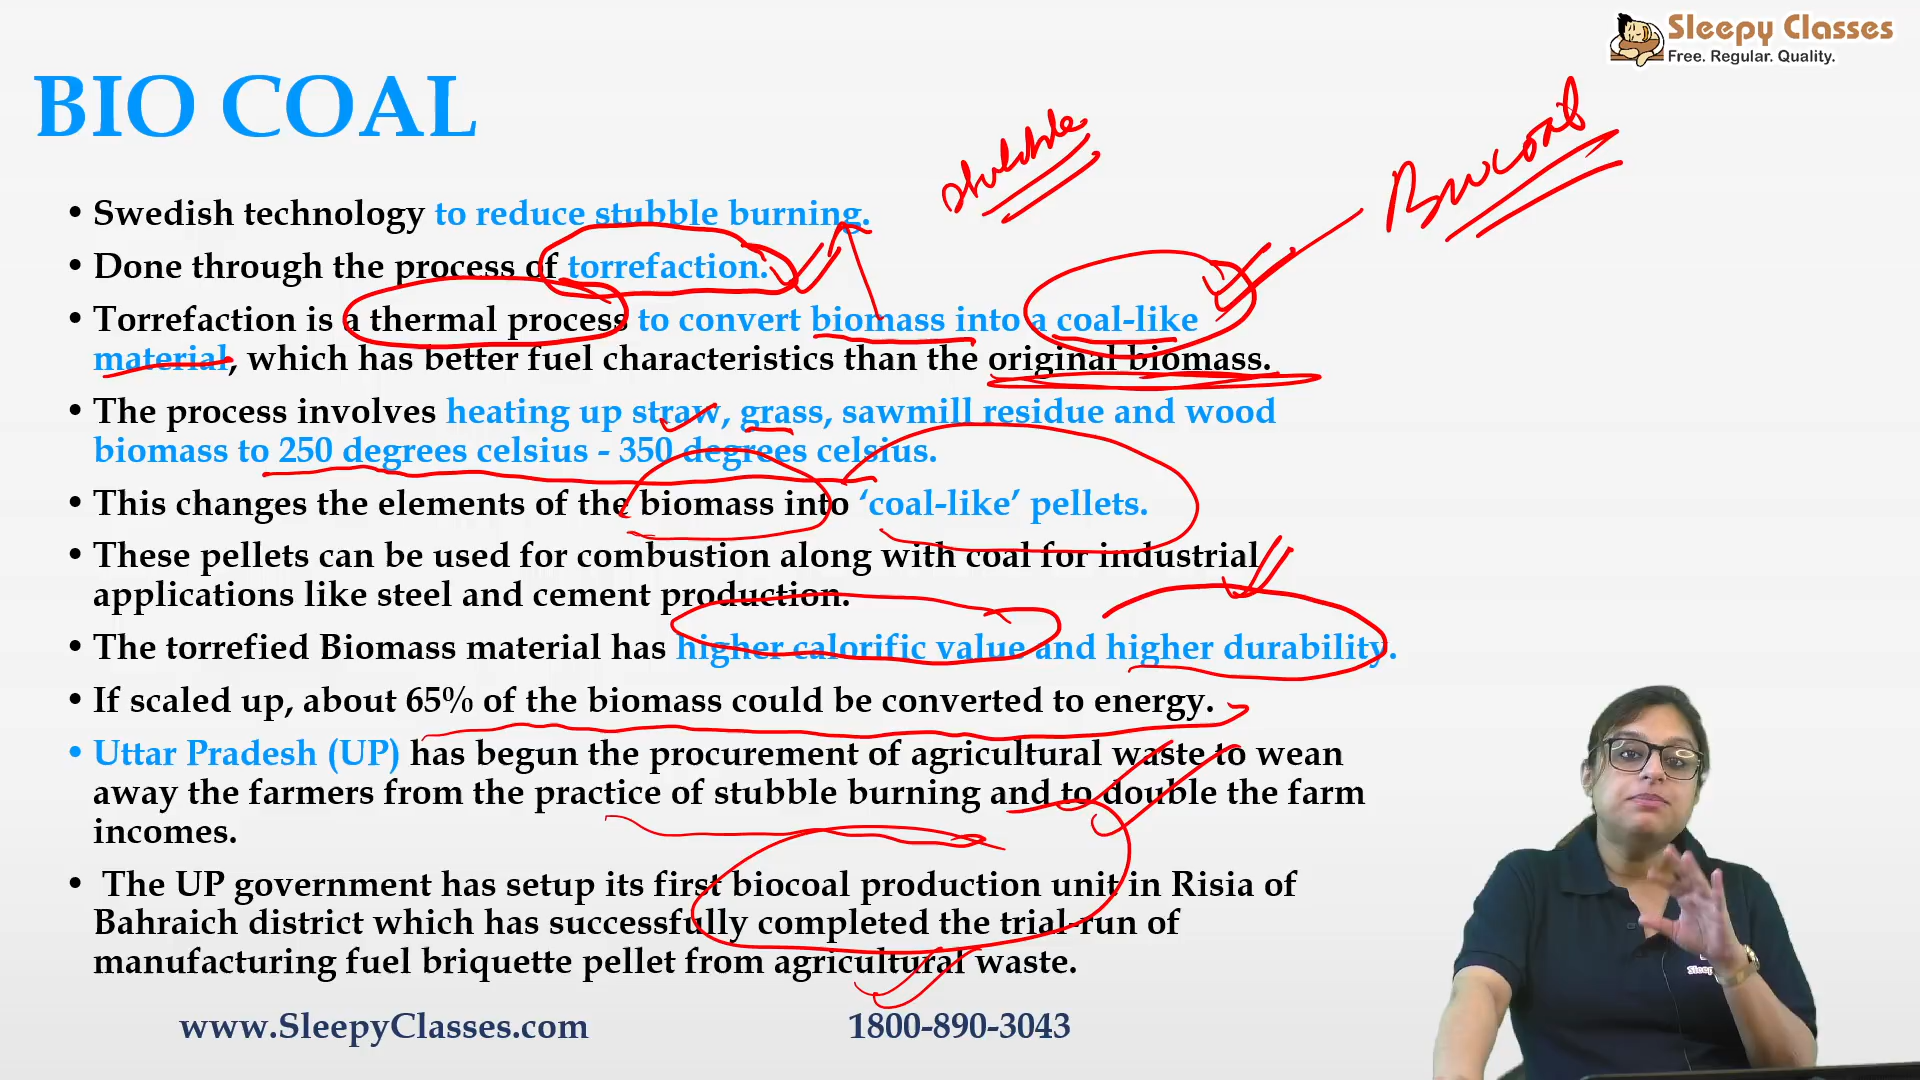 Sleepy Classes
Free. Regular. Quality.
BIO COAL
stubble
Biocoal
• Swedish technology to reduce stubble burning.
• Done through the process of torrefaction.
• Torrefaction is a thermal process to convert biomass into a coal-like
material, which has better fuel characteristics than the original biomass.
• The process involves heating up straw, grass, sawmill residue and wood
biomass to 250 degrees celsius - 350 degrees celsius.
• This changes the elements of the biomass into ‘coal-like’ pellets.
• These pellets can be used for combustion along with coal for industrial
applications like steel and cement production.
• The torrefied Biomass material has higher calorific value and higher durability.
• If scaled up, about 65% of the biomass could be converted to energy.
• Uttar Pradesh (UP) has begun the procurement of agricultural waste to wean
away the farmers from the practice of stubble burning and to double the farm
incomes.
• The UP government has setup its first biocoal production unit in Risia of
Bahraich district which has successfully completed the trial-run of
manufacturing fuel briquette pellet from agricultural waste.
www.SleepyClasses.com
1800-890-3043